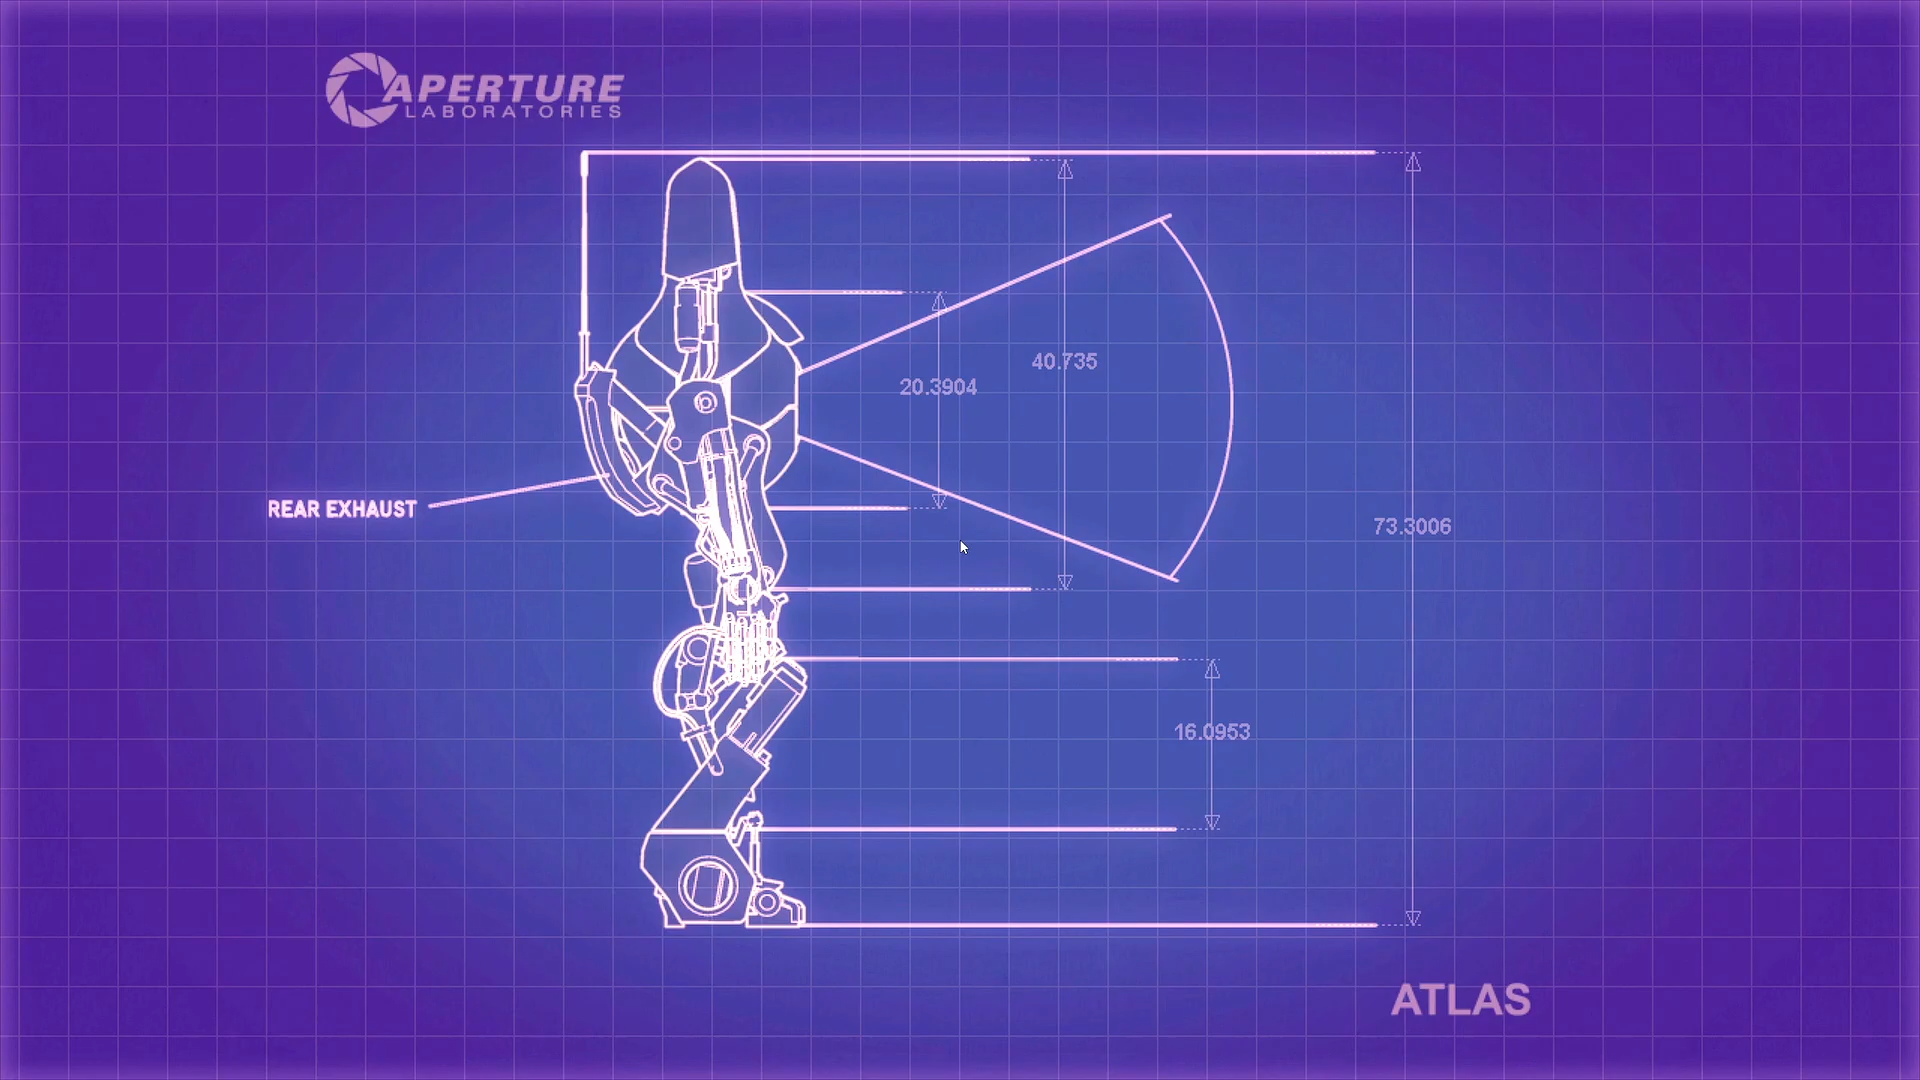 APERTURE
LABORATORIES
40.735
20.3904
REAR EXHAUST
73.3006
16.0953
ATLAS